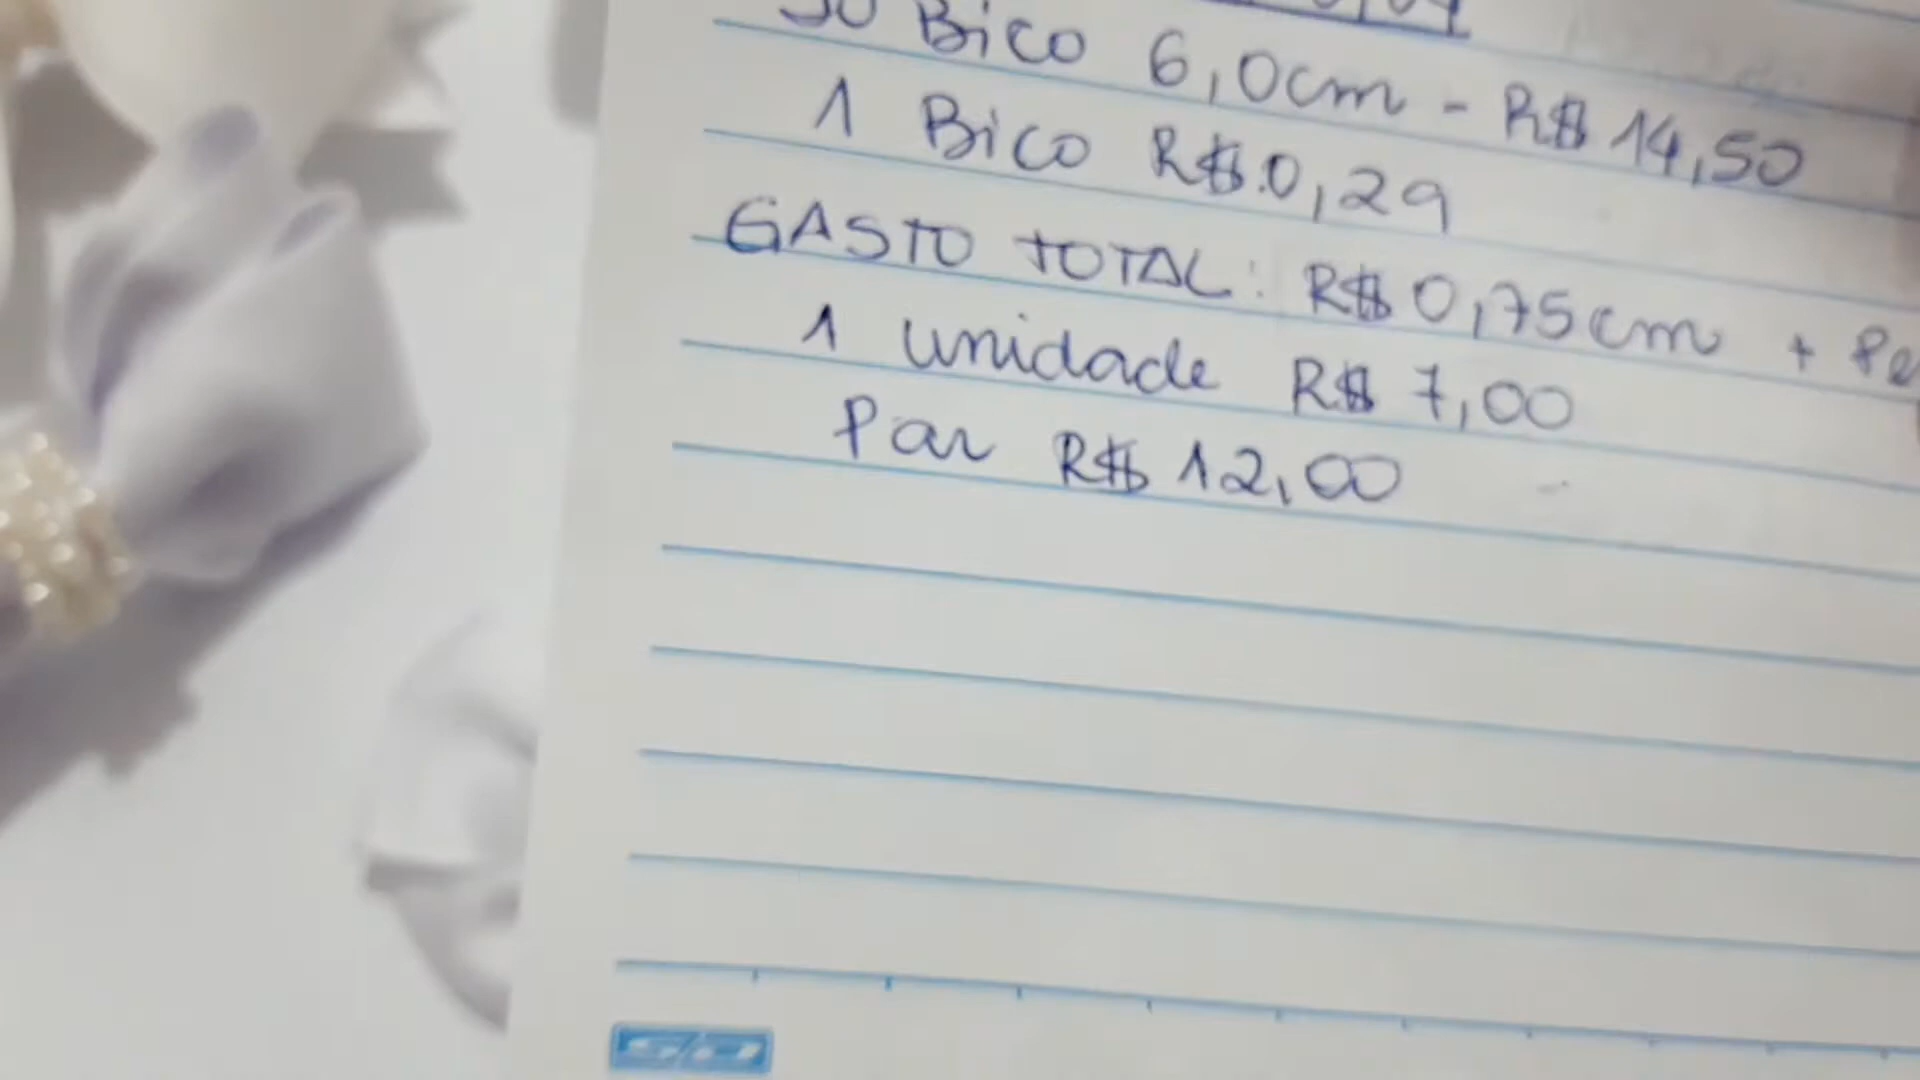 Bico 6,0cm - R$ 14,50
1 Bico R$ 0,29
GASTO TOTAL: R$ 0,75cm +
1 unidade R$ 7,00
Par R$ 12,00